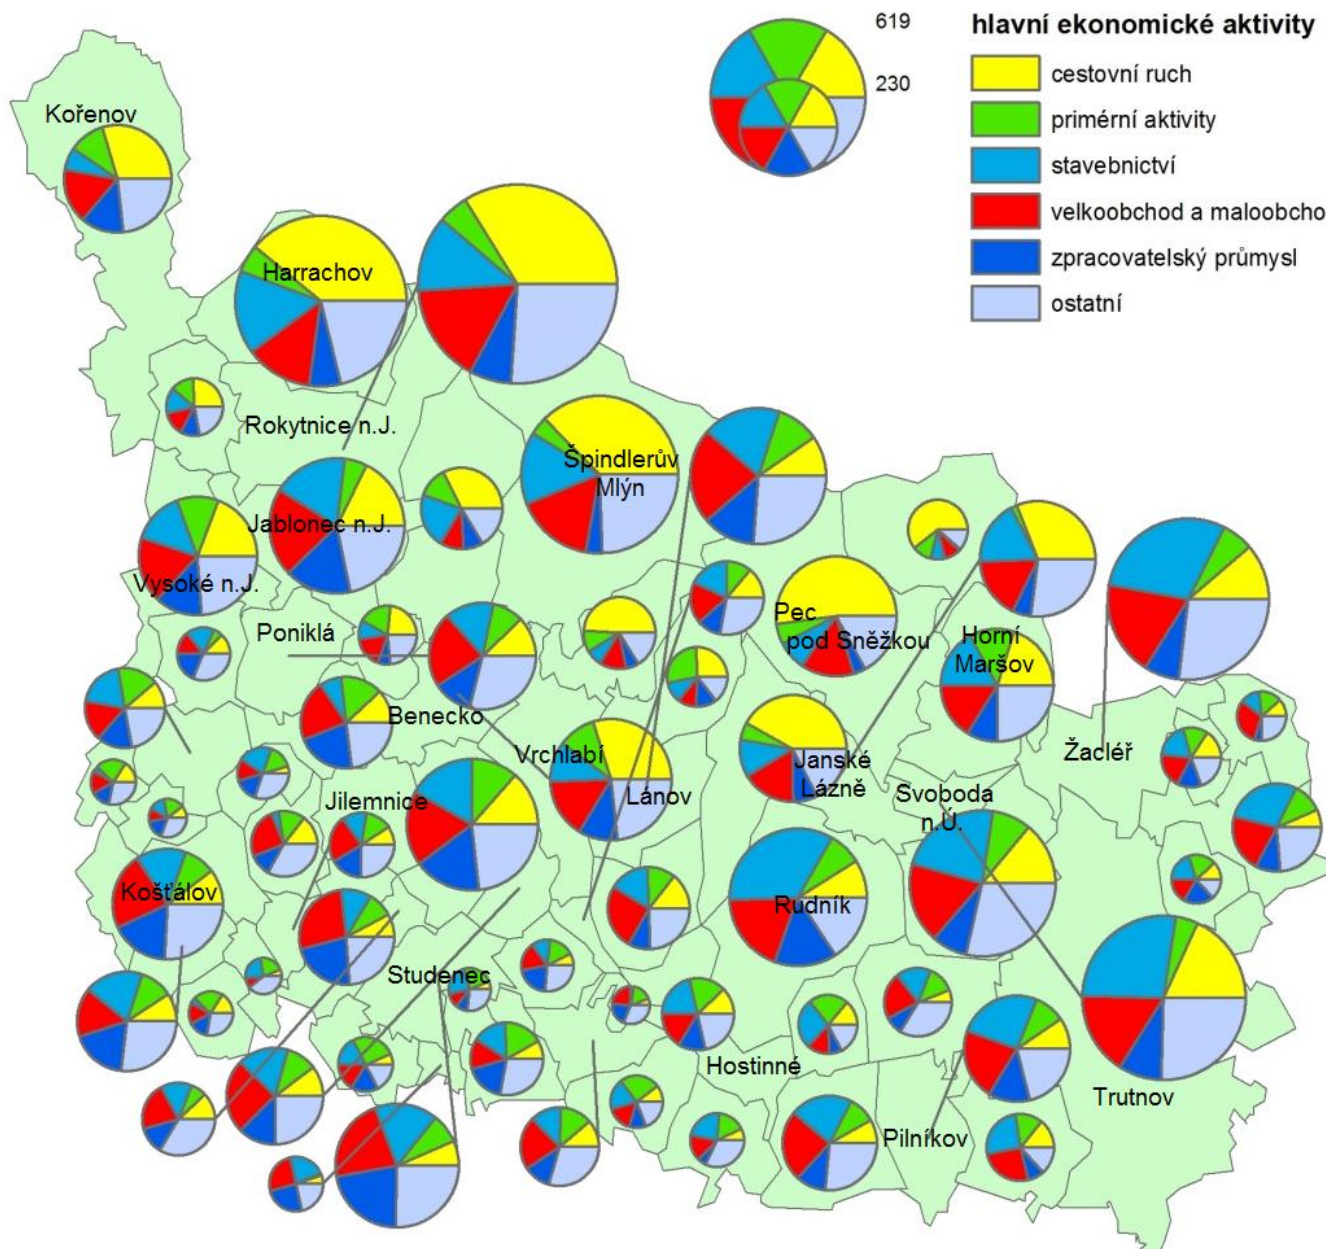 619
230
hlavní ekonomické aktivity
cestovní ruch
primérní aktivity
stavebnictví
velkoobchod a maloobcho
zpracovatelský průmysl
ostatní
Kořenov
Harrachov
Rokytnice n.J.
Špindlerův
Mlýn
Jablonec n.J.
Vysoké n.J.
Poniklá
Pec
pod Sněžkou
Horní
Maršov
Benecko
Vrchlabí
Žacléř
Janské
Lázně
Lánov
Svoboda
n.Ú.
Jilemnice
Košťálov
Rudník
Studenec
Hostinné
Trutnov
Pilníkov